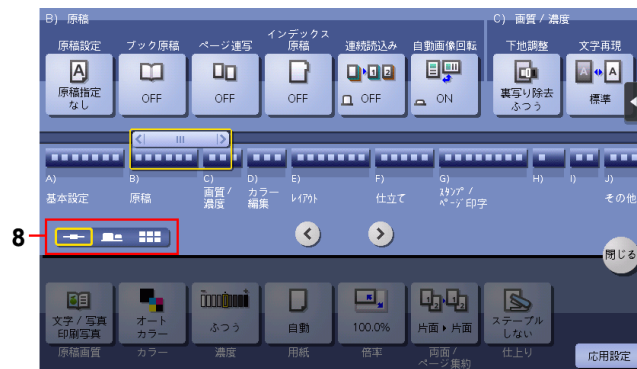 B) 原稿
C) 画質 / 濃度
原稿設定
ブック原稿
ページ連写
インデックス
原稿
連続読込み
自動画像回転
下地調整
文字再現
原稿指定
なし
OFF
OFF
OFF
OFF
ON
裏写り除去
ふつう
標準
A)
基本設定
B)
原稿
C)
画質 /
濃度
D)
カラー
編集
E)
ﾚｲｱｳﾄ
F)
仕立て
G)
ｽﾀﾝﾌﾟ /
ﾍﾟｰｼﾞ印字
H)
I)
J)
その他
8
閉じる
文字 / 写真
印刷写真
オート
カラー
ふつう
自動
100.0%
片面 ▶ 片面
ステープル
しない
原稿画質
カラー
濃度
用紙
倍率
両面 /
ページ集約
仕上り
応用設定